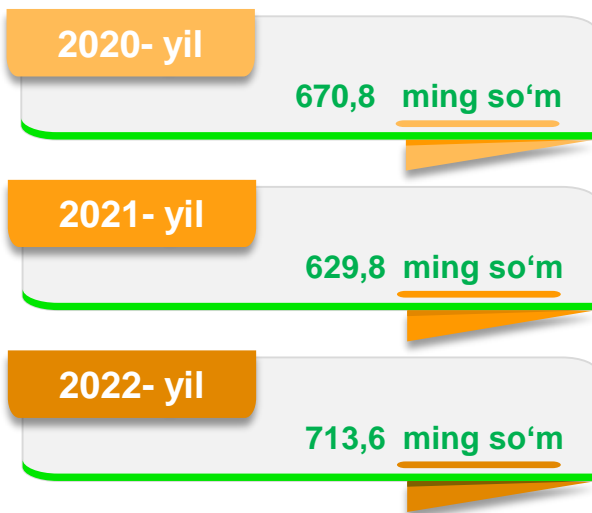 2020- yil
670,8 ming so‘m
2021- yil
629,8 ming so‘m
2022- yil
713,6 ming so‘m